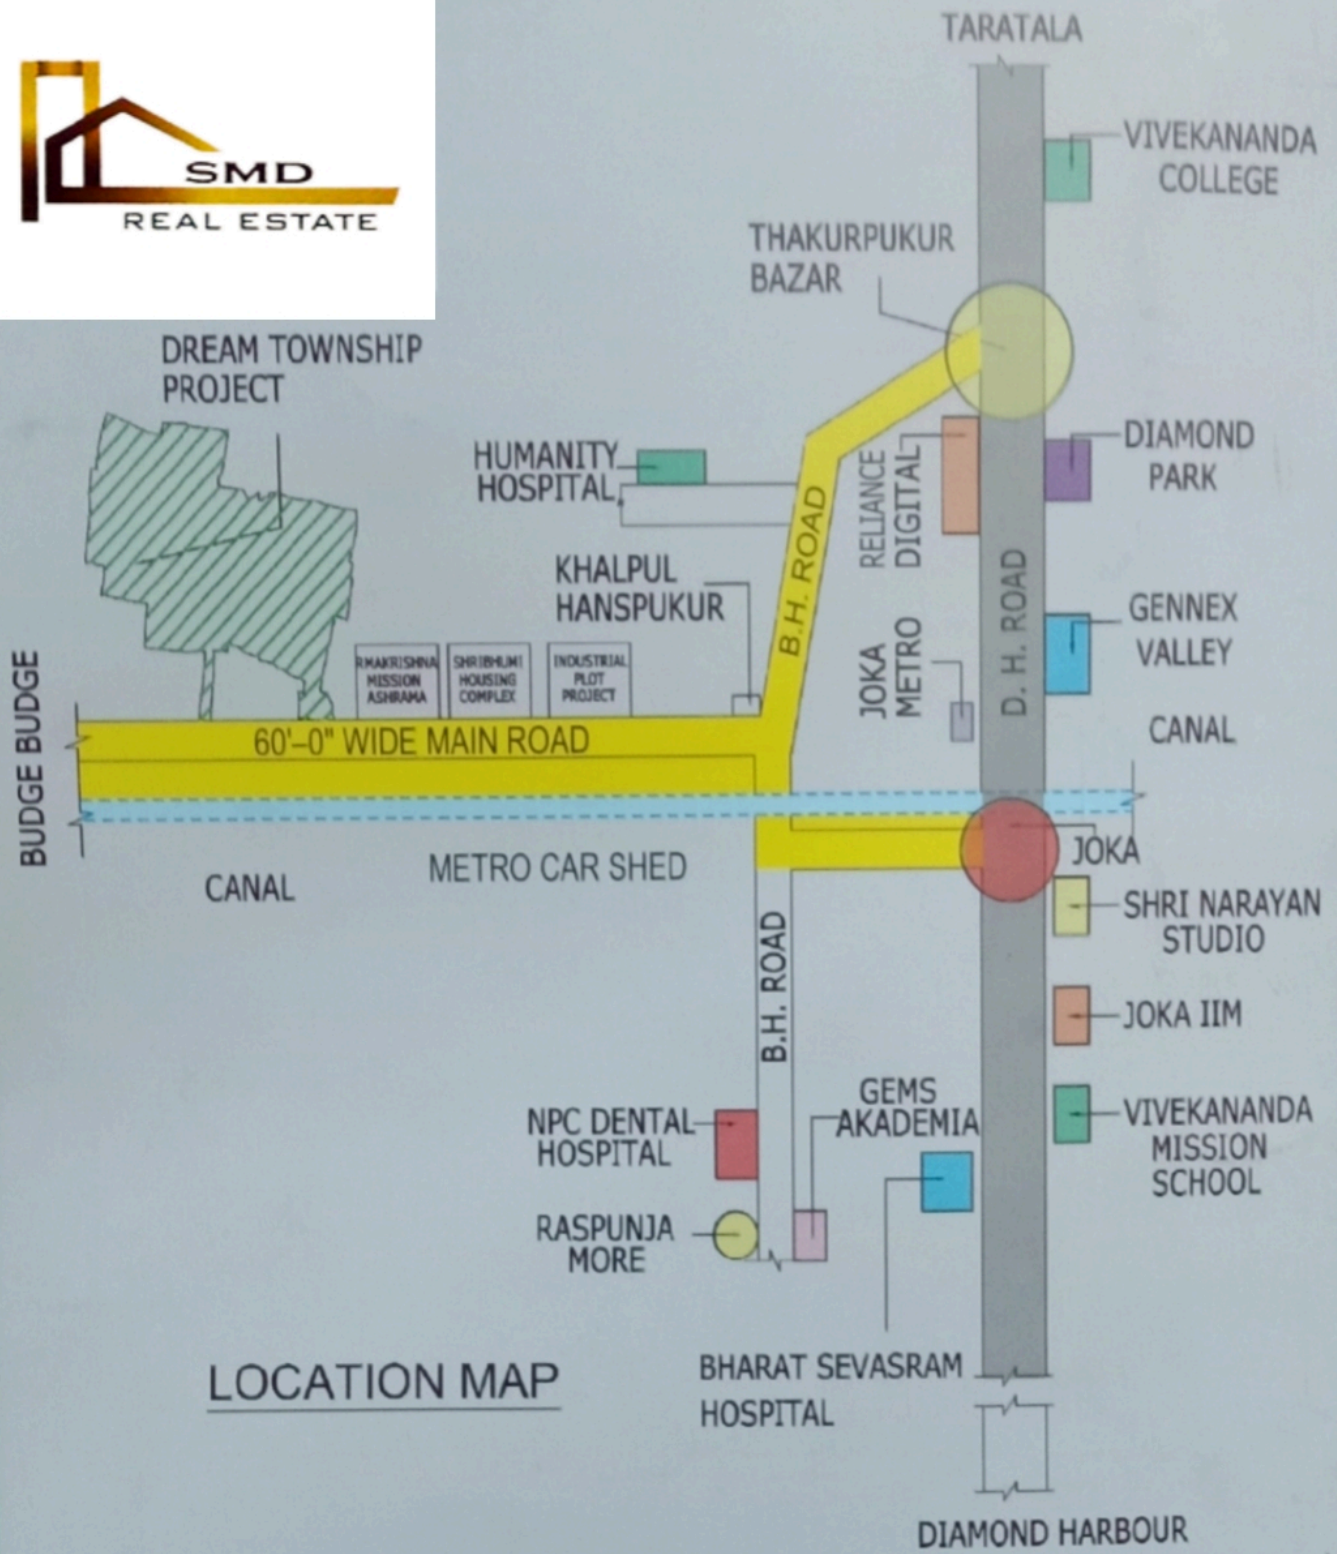 SMD
REAL ESTATE
TARATALA
VIVEKANANDA
COLLEGE
THAKURPUKUR
BAZAR
DREAM TOWNSHIP
PROJECT
HUMANITY
HOSPITAL
RELIANCE
DIGITAL
DIAMOND
PARK
B.H. ROAD
KHALPUL
HANSPUKUR
D. H. ROAD
GENNEX
VALLEY
JOKA
METRO
RMAKRISHNA
MISSION
ASHRAMA
SHRIBHUMI
HOUSING
COMPLEX
INDUSTRIAL
PLOT
PROJECT
CANAL
BUDGE BUDGE
60'-0" WIDE MAIN ROAD
JOKA
METRO CAR SHED
CANAL
SHRI NARAYAN
STUDIO
B.H. ROAD
JOKA IIM
GEMS
AKADEMIA
NPC DENTAL
HOSPITAL
VIVEKANANDA
MISSION
SCHOOL
RASPUNJA
MORE
LOCATION MAP
BHARAT SEVASRAM
HOSPITAL
DIAMOND HARBOUR